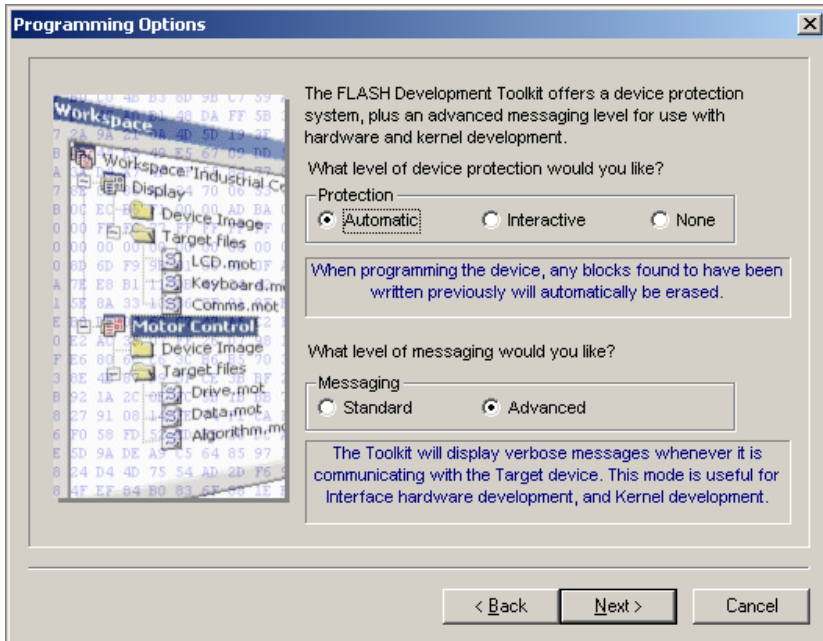 Programming Options
Workspace
Workspace 'Industrial Co
Display
Device Image
Target files
LCD.mot
Keyboard.m
Comms.mot
Motor Control
Device Image
Target files
Drive.mot
Data.mot
Algorithm.mo
The FLASH Development Toolkit offers a device protection
system, plus an advanced messaging level for use with
hardware and kernel development.
What level of device protection would you like?
Protection
Automatic Interactive None
When programming the device, any blocks found to have been
written previously will automatically be erased.
What level of messaging would you like?
Messaging
Standard Advanced
The Toolkit will display verbose messages whenever it is
communicating with the Target device. This mode is useful for
Interface hardware development, and Kernel development.
< Back Next > Cancel